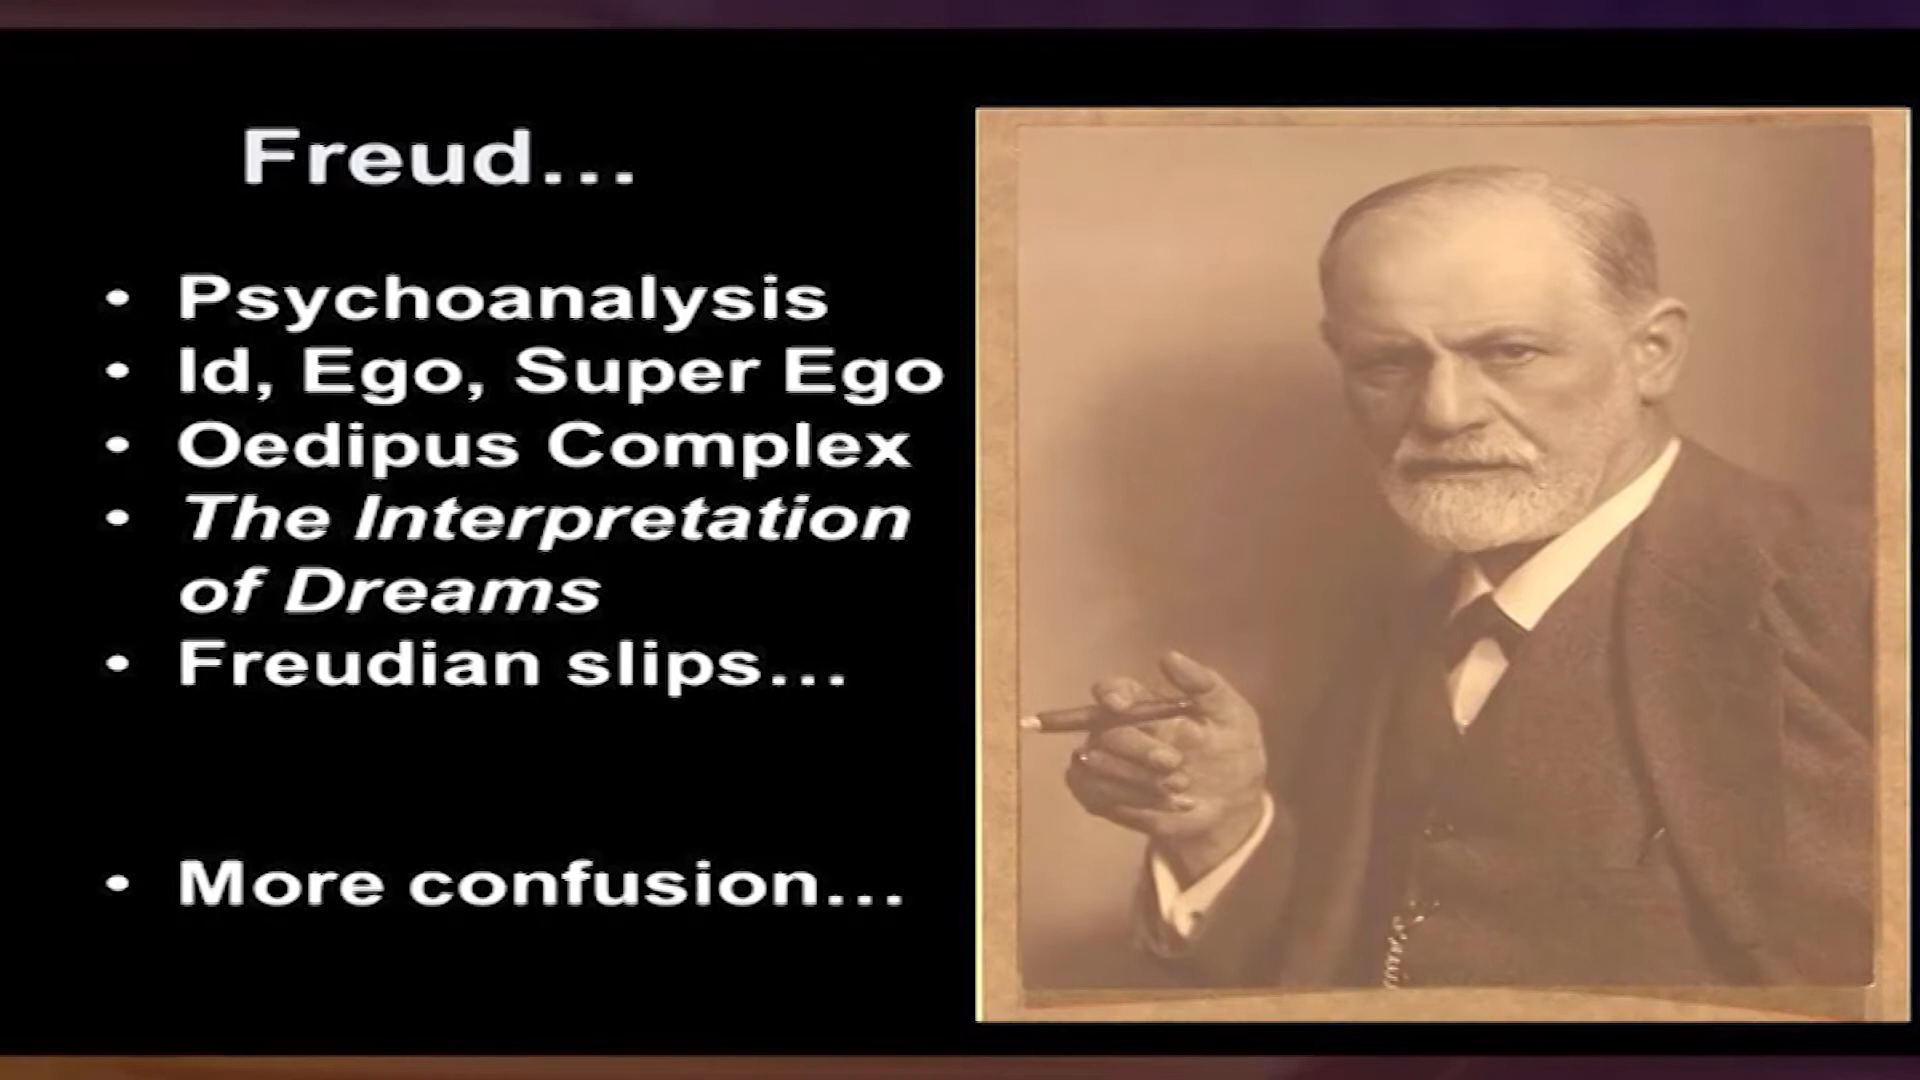 Freud...
• Psychoanalysis
• Id, Ego, Super Ego
• Oedipus Complex
• The Interpretation
of Dreams
• Freudian slips...
• More confusion...